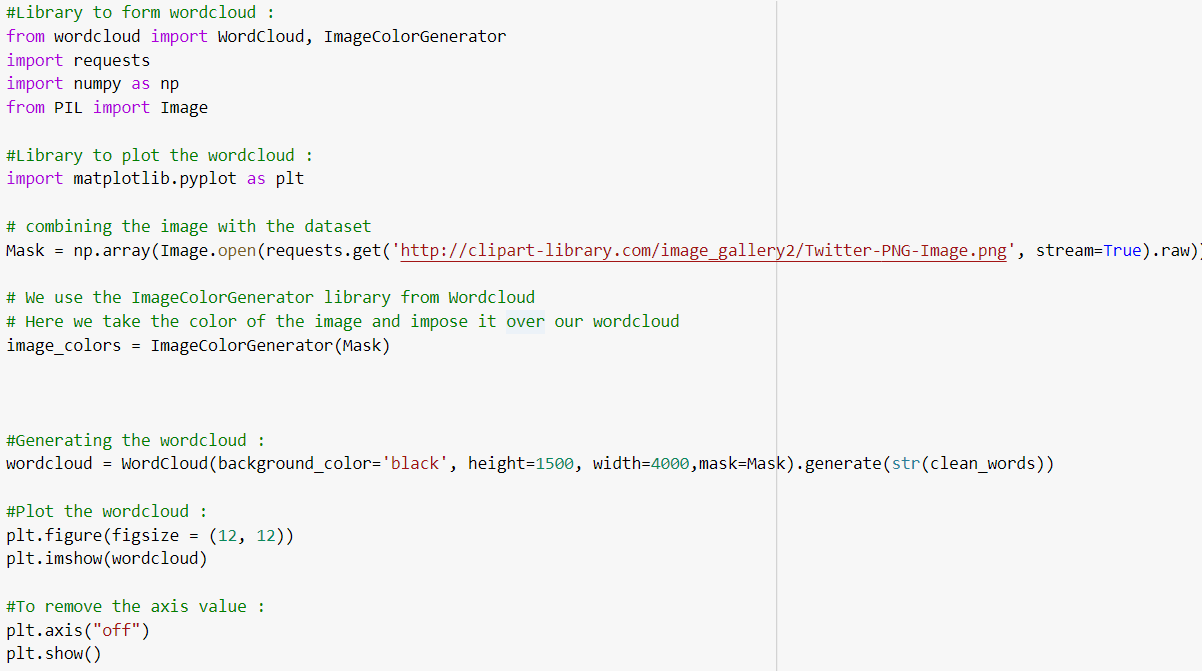 #Library to form wordcloud :
from wordcloud import WordCloud, ImageColorGenerator
import requests
import numpy as np
from PIL import Image
#Library to plot the wordcloud :
import matplotlib.pyplot as plt
# combining the image with the dataset
Mask = np.array(Image.open(requests.get('http://clipart-library.com/image_gallery2/Twitter-PNG-Image.png', stream=True).raw))
# We use the ImageColorGenerator library from Wordcloud
# Here we take the color of the image and impose it over our wordcloud
image_colors = ImageColorGenerator(Mask)
#Generating the wordcloud :
wordcloud = WordCloud(background_color='black', height=1500, width=4000,mask=Mask).generate(str(clean_words))
#Plot the wordcloud :
plt.figure(figsize = (12, 12))
plt.imshow(wordcloud)
#To remove the axis value :
plt.axis("off")
plt.show()